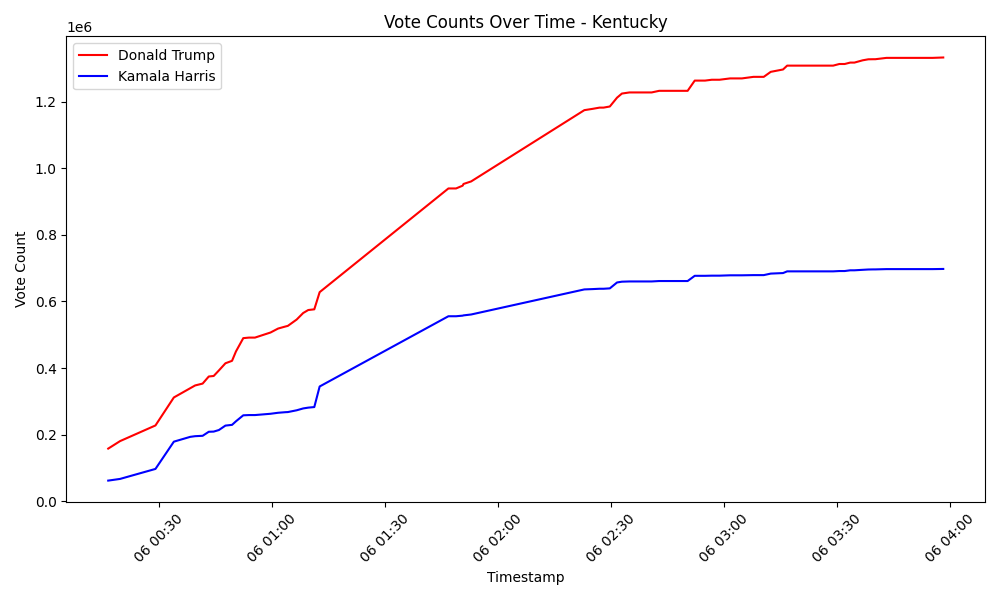 Vote Counts Over Time - Kentucky
1e6
Donald Trump
Kamala Harris
1.2
1.0
0.8
0.6
0.4
0.2
0.0
Vote Count
06 00:30
06 01:00
06 01:30
06 02:00
06 02:30
06 03:00
06 03:30
06 04:00
Timestamp